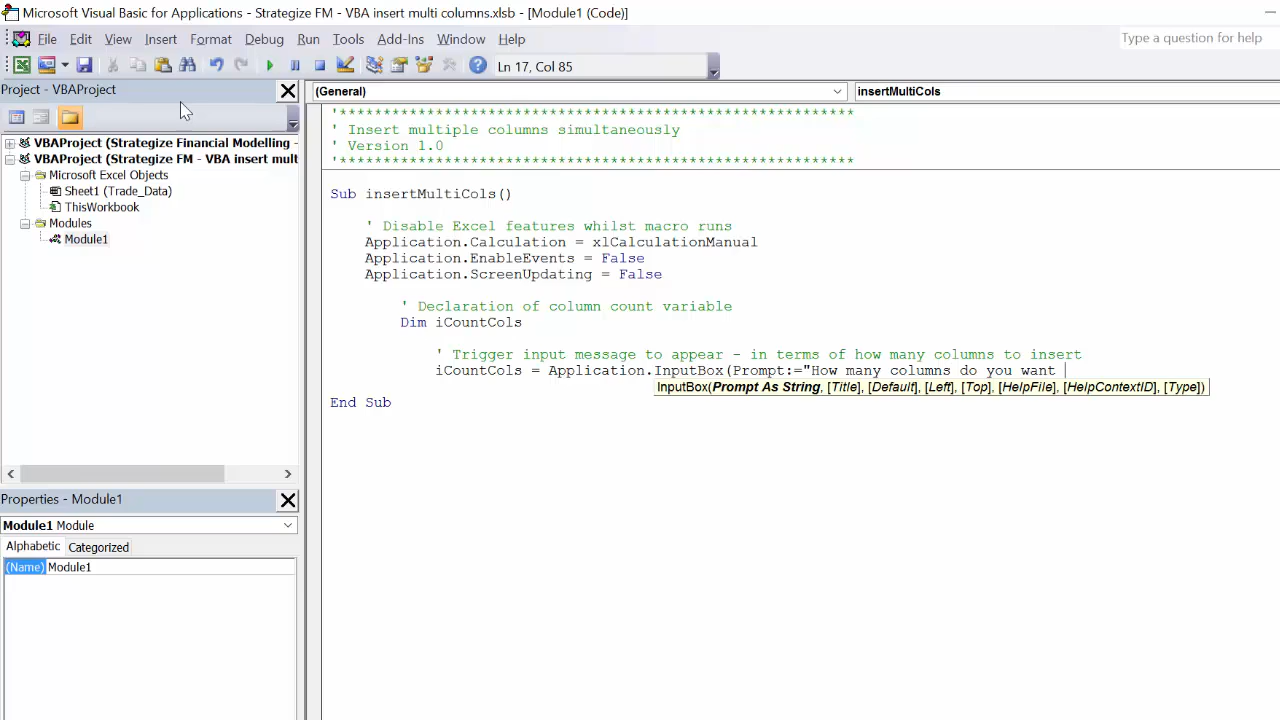 Microsoft Visual Basic for Applications - Strategize FM - VBA insert multi columns.xlsb - [Module1 (Code)]
File Edit View Insert Format Debug Run Tools Add-Ins Window Help
Type a question for help
Ln 17, Col 85
Project - VBAProject
(General)
insertMultiCols
VBAProject (Strategize Financial Modelling -
VBAProject (Strategize FM - VBA insert mult
Microsoft Excel Objects
Sheet1 (Trade_Data)
ThisWorkbook
Modules
Module1
'***********************************************************
' Insert multiple columns simultaneously
' Version 1.0
'***********************************************************
Sub insertMultiCols()
' Disable Excel features whilst macro runs
Application.Calculation = xlCalculationManual
Application.EnableEvents = False
Application.ScreenUpdating = False
' Declaration of column count variable
Dim iCountCols
' Trigger input message to appear - in terms of how many columns to insert
iCountCols = Application.InputBox(Prompt:="How many columns do you want
InputBox(Prompt As String, [Title], [Default], [Left], [Top], [HelpFile], [HelpContextID], [Type])
End Sub
Properties - Module1
Module1 Module
Alphabetic Categorized
(Name) Module1